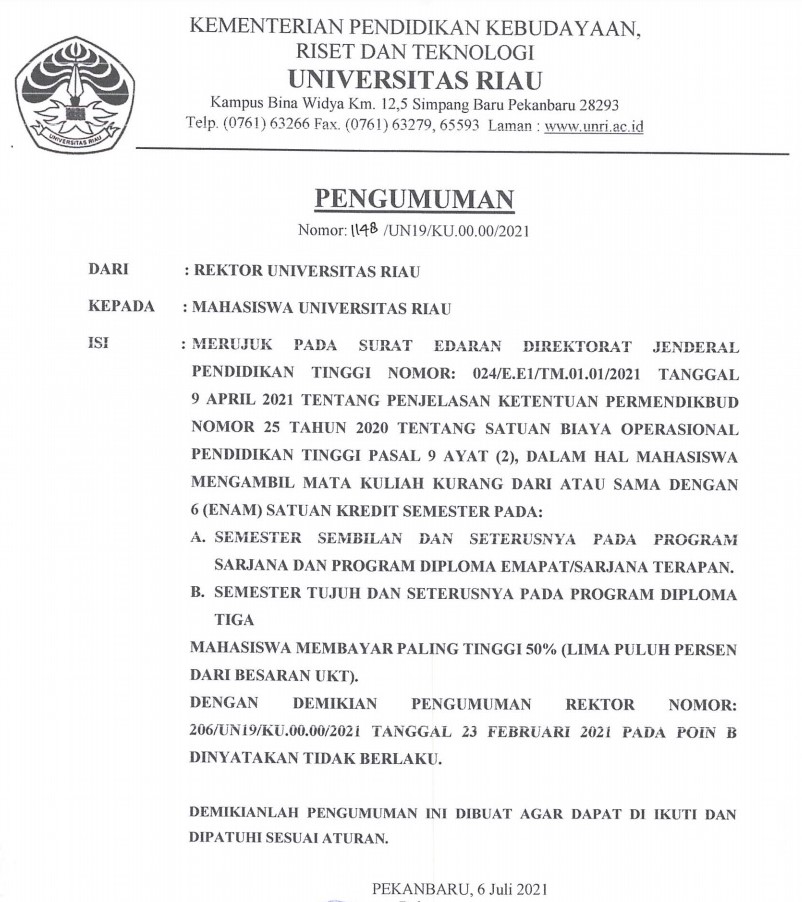 KEMENTERIAN PENDIDIKAN KEBUDAYAAN,
RISET DAN TEKNOLOGI
UNIVERSITAS RIAU
Kampus Bina Widya Km. 12,5 Simpang Baru Pekanbaru 28293
Telp. (0761) 63266 Fax. (0761) 63279, 65593 Laman : www.unri.ac.id
UNIVERSITAS RIAU
PENGUMUMAN
Nomor: 1148 /UN19/KU.00.00/2021
DARI : REKTOR UNIVERSITAS RIAU
KEPADA : MAHASISWA UNIVERSITAS RIAU
ISI : MERUJUK PADA SURAT EDARAN DIREKTORAT JENDERAL
PENDIDIKAN TINGGI NOMOR: 024/E.E1/TM.01.01/2021 TANGGAL
9 APRIL 2021 TENTANG PENJELASAN KETENTUAN PERMENDIKBUD
NOMOR 25 TAHUN 2020 TENTANG SATUAN BIAYA OPERASIONAL
PENDIDIKAN TINGGI PASAL 9 AYAT (2), DALAM HAL MAHASISWA
MENGAMBIL MATA KULIAH KURANG DARI ATAU SAMA DENGAN
6 (ENAM) SATUAN KREDIT SEMESTER PADA:
A. SEMESTER SEMBILAN DAN SETERUSNYA PADA PROGRAM
SARJANA DAN PROGRAM DIPLOMA EMAPAT/SARJANA TERAPAN.
B. SEMESTER TUJUH DAN SETERUSNYA PADA PROGRAM DIPLOMA
TIGA
MAHASISWA MEMBAYAR PALING TINGGI 50% (LIMA PULUH PERSEN
DARI BESARAN UKT).
DENGAN DEMIKIAN PENGUMUMAN REKTOR NOMOR:
206/UN19/KU.00.00/2021 TANGGAL 23 FEBRUARI 2021 PADA POIN B
DINYATAKAN TIDAK BERLAKU.
DEMIKIANLAH PENGUMUMAN INI DIBUAT AGAR DAPAT DI IKUTI DAN
DIPATUHI SESUAI ATURAN.
PEKANBARU, 6 Juli 2021